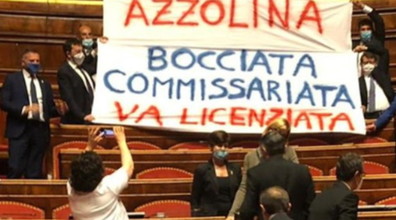 AZZOLINA
BOCCIATA
COMMISSARIATA
VA LICENZIATA